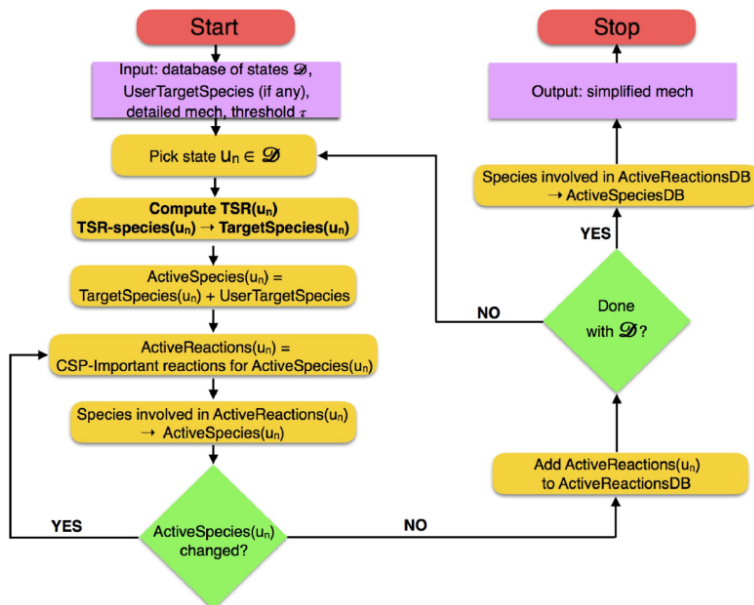 Start
Input: database of states 𝒟,
UserTargetSpecies (if any),
detailed mech, threshold τ
Pick state uₙ ∈ 𝒟
Compute TSR(uₙ)
TSR-species(uₙ) → TargetSpecies(uₙ)
ActiveSpecies(uₙ) =
TargetSpecies(uₙ) + UserTargetSpecies
ActiveReactions(uₙ) =
CSP-Important reactions for ActiveSpecies(uₙ)
Species involved in ActiveReactions(uₙ)
→ ActiveSpecies(uₙ)
ActiveSpecies(uₙ)
changed?
YES
NO
Add ActiveReactions(uₙ)
to ActiveReactionsDB
Done
with 𝒟?
NO
YES
Species involved in ActiveReactionsDB
→ ActiveSpeciesDB
Output: simplified mech
Stop